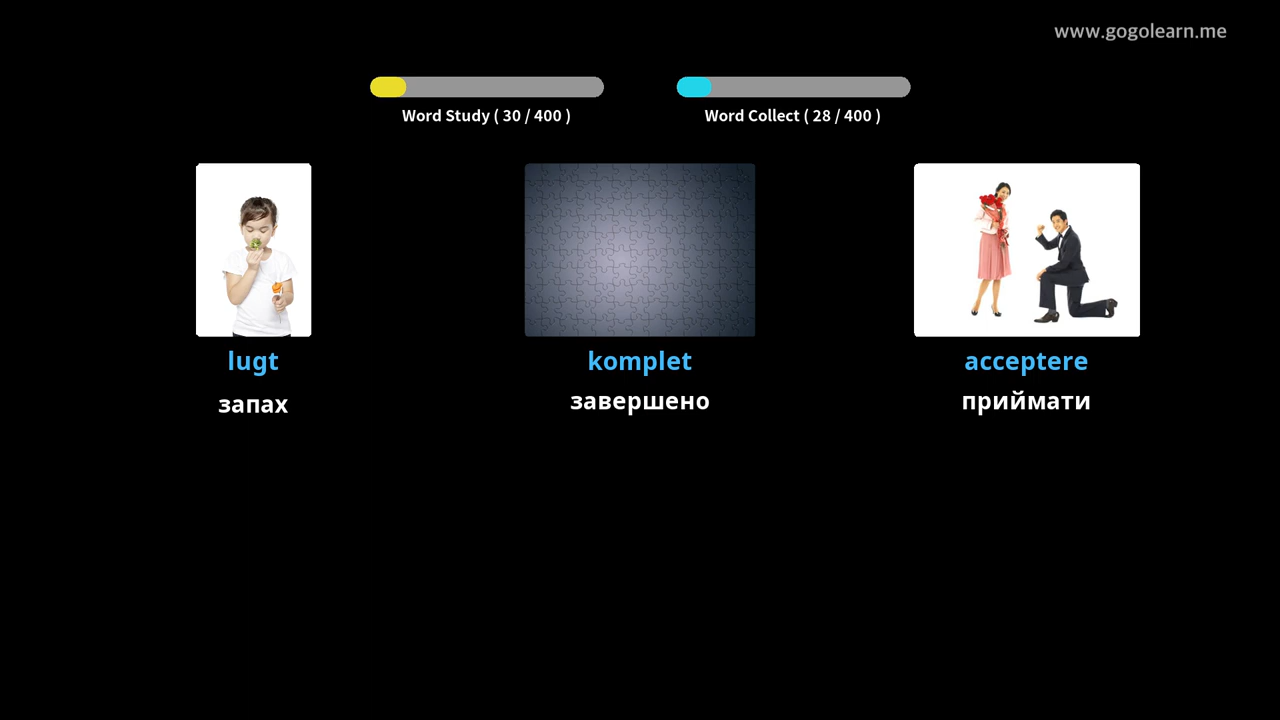 www.gogolearn.me
Word Study ( 30 / 400 )
Word Collect ( 28 / 400 )
lugt
komplet
acceptere
запах
завершено
приймати